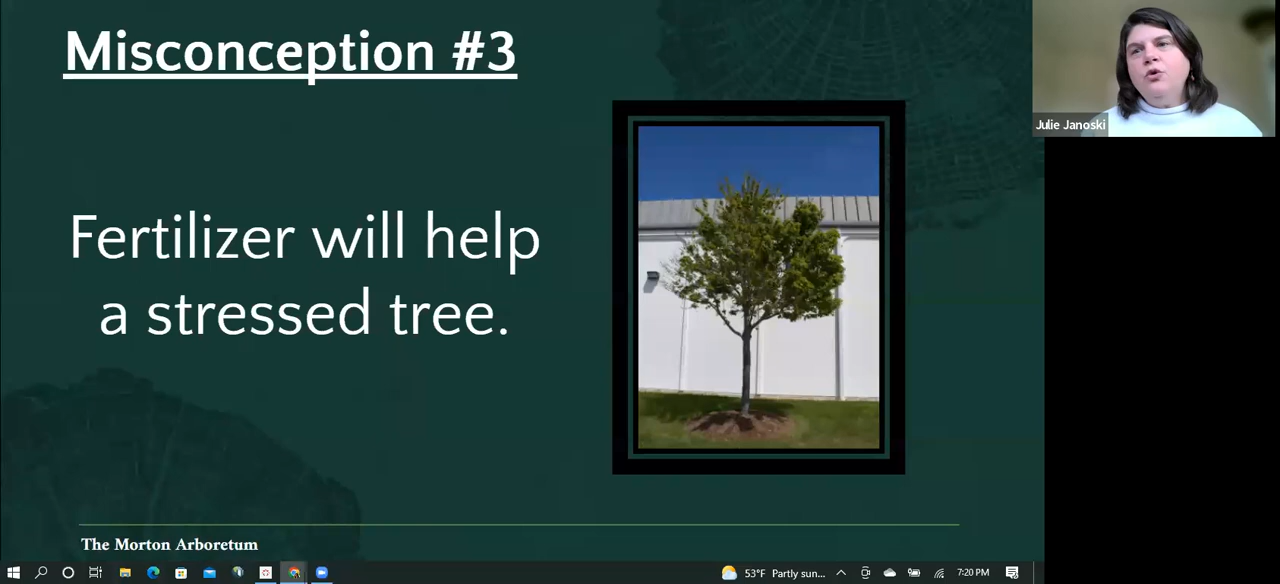 Misconception #3
Fertilizer will help
a stressed tree.
Julie Janoski
The Morton Arboretum
53°F Partly sun...
7:20 PM